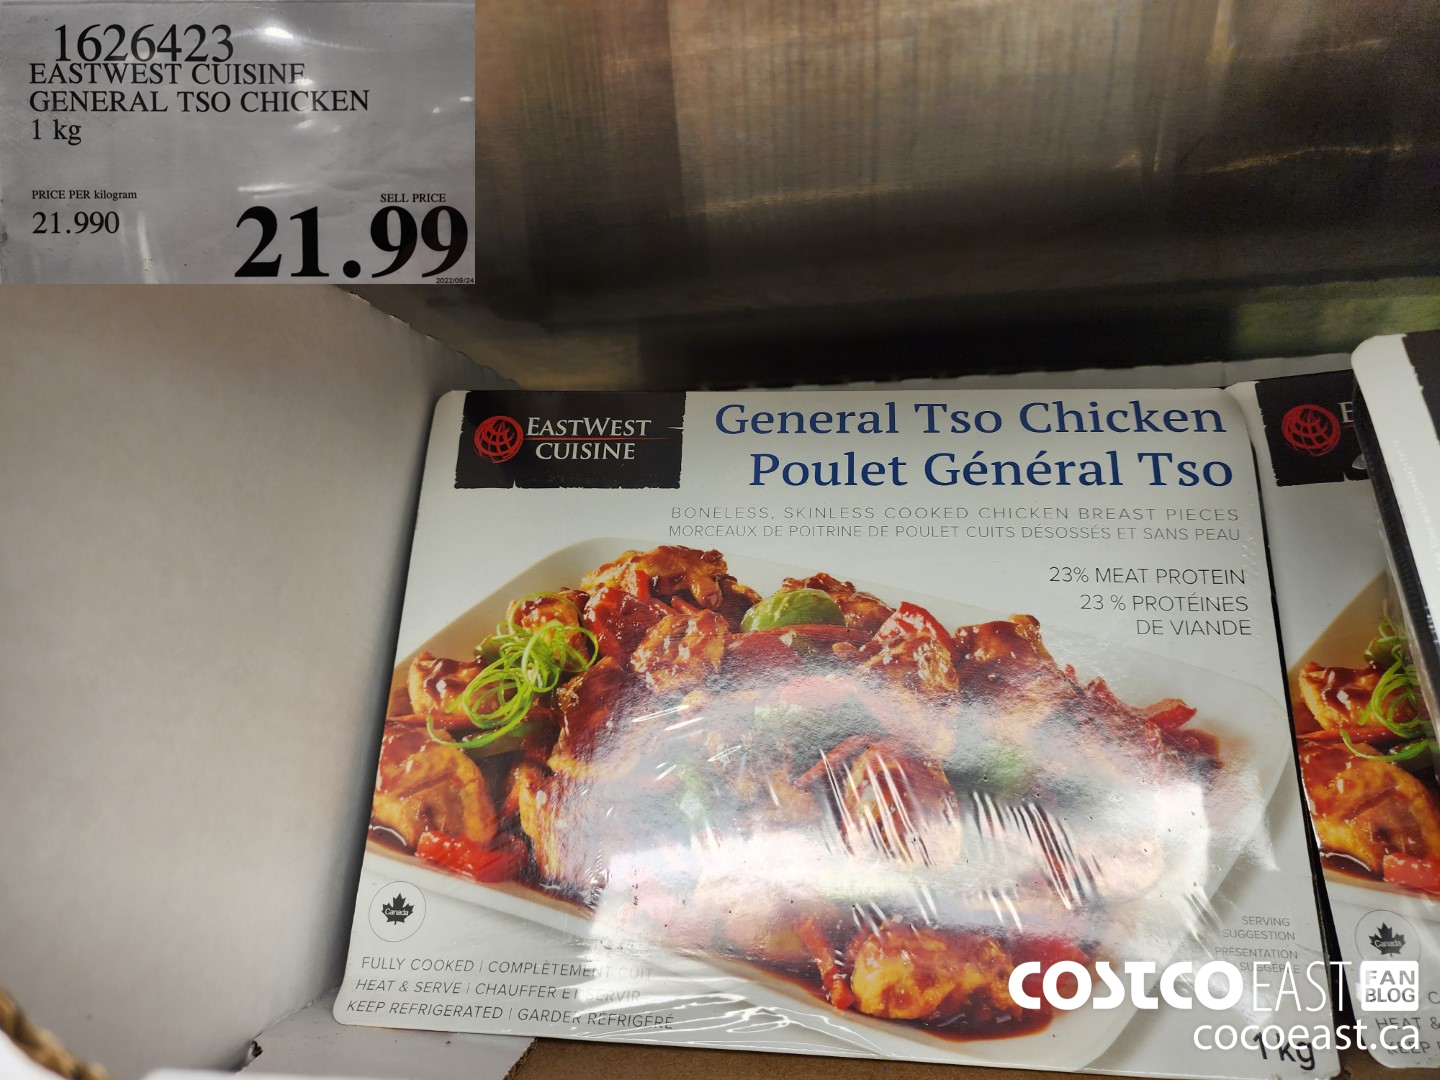 1626423
EASTWEST CUISINE
GENERAL TSO CHICKEN
1 kg
PRICE PER kilogram
21.990
SELL PRICE
21.99
2022/09/24
EASTWEST
CUISINE
General Tso Chicken
Poulet Général Tso
BONELESS, SKINLESS COOKED CHICKEN BREAST PIECES
MORCEAUX DE POITRINE DE POULET CUITS DÉSOSSÉS ET SANS PEAU
23% MEAT PROTEIN
23 % PROTÉINES
DE VIANDE
Canada
FULLY COOKED | COMPLÈTEMENT CUIT
HEAT & SERVE | CHAUFFER ET SERVIR
KEEP REFRIGERATED | GARDER RÉFRIGÉRÉ
SERVING
SUGGESTION
PRÉSENTATION
SUGGÉRÉE
1 kg
Canada
HEAT &
COSTCO EAST FAN BLOG
cocoeast.ca